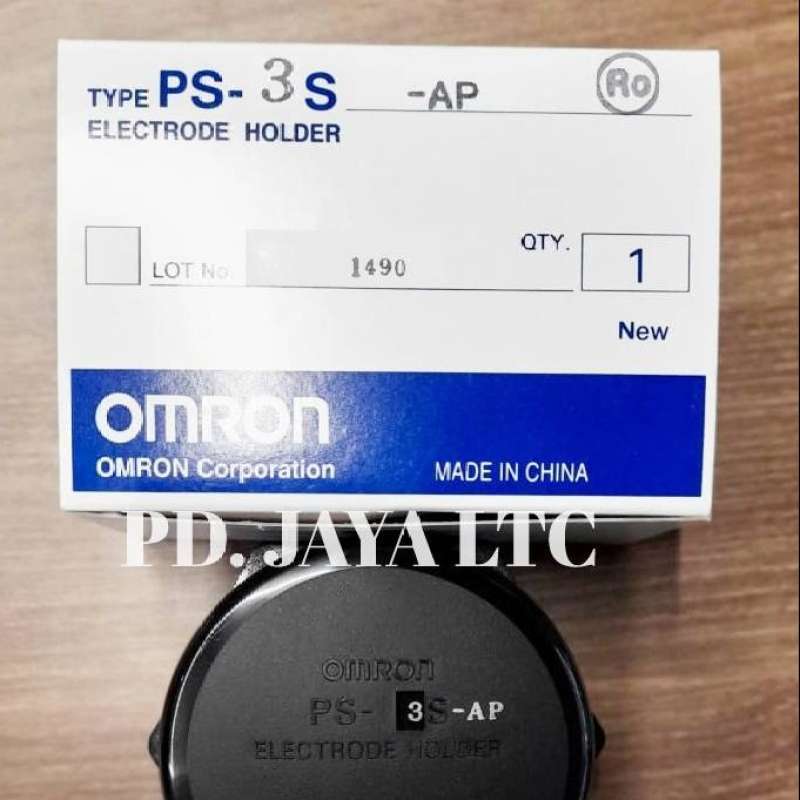 TYPE PS-3S -AP Ro
ELECTRODE HOLDER
LOT No. 1490 QTY. 1
New
OMRON
OMRON Corporation MADE IN CHINA
PD. JAYA LTC
OMRON
PS-3S-AP
ELECTRODE HOLDER